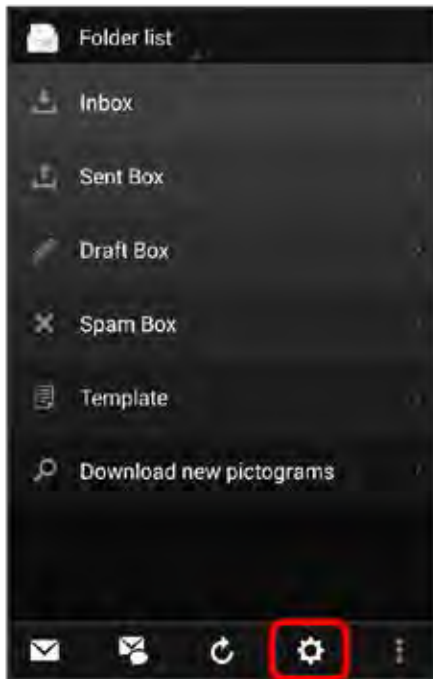 Folder list
Inbox
Sent Box
Draft Box
Spam Box
Template
Download new pictograms